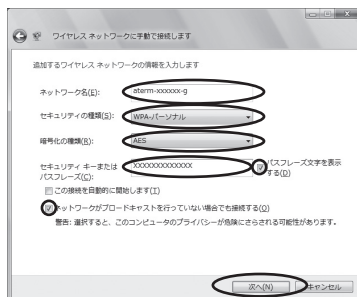 ワイヤレス ネットワークに手動で接続します
追加するワイヤレス ネットワークの情報を入力します
ネットワーク名(E): aterm-xxxxxx-g
セキュリティの種類(S): WPA-パーソナル
暗号化の種類(R): AES
セキュリティ キーまたはパスフレーズ(C): XXXXXXXXXXXXX パスフレーズ文字を表示する(D)
この接続を自動的に開始します(T)
ネットワークがブロードキャストを行っていない場合でも接続する(O)
警告: 選択すると、このコンピュータのプライバシーが危険にさらされる可能性があります。
次へ(N) キャンセル